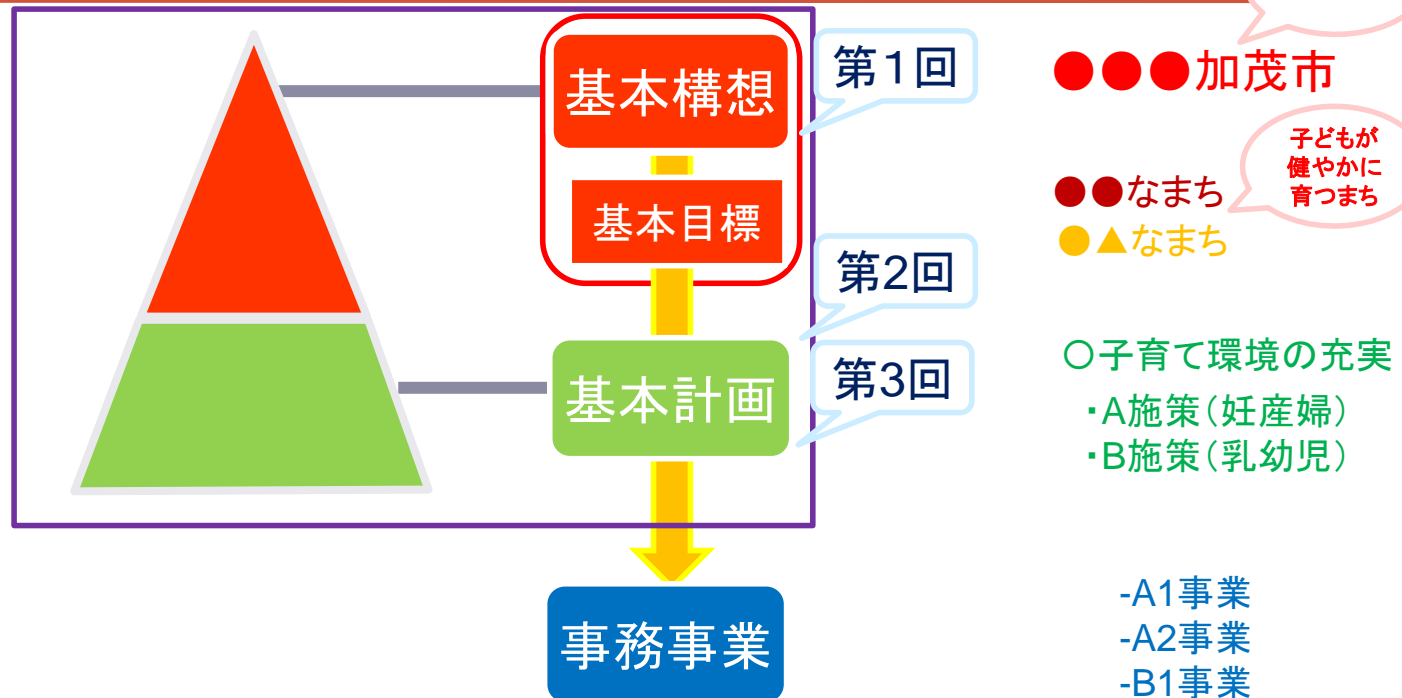 基本構想
第1回
●●●加茂市
子どもが
健やかに
育つまち
基本目標
●●なまち
●▲なまち
第2回
基本計画
第3回
○子育て環境の充実
・A施策(妊産婦)
・B施策(乳幼児)
事務事業
-A1事業
-A2事業
-B1事業